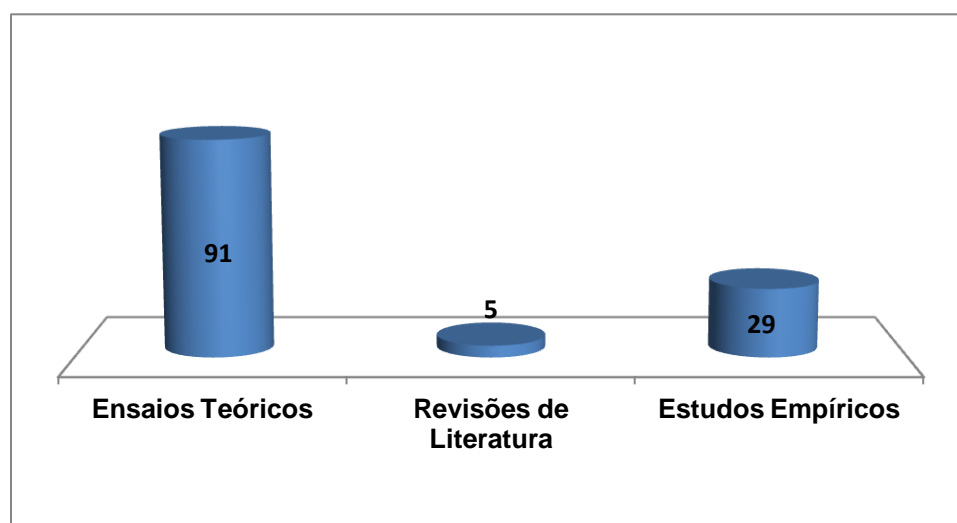 91
5
29
Ensaios Teóricos
Revisões de
Literatura
Estudos Empíricos